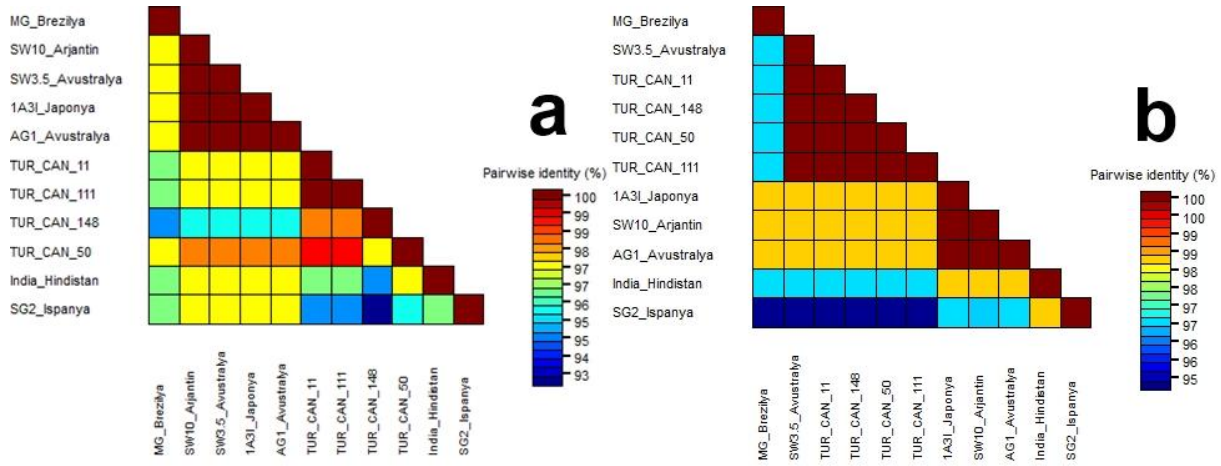 MG_Brezilya
SW10_Arjantin
SW3.5_Avustralya
1A3I_Japonya
AG1_Avustralya
TUR_CAN_11
TUR_CAN_111
TUR_CAN_148
TUR_CAN_50
India_Hindistan
SG2_Ispanya
a
Pairwise identity (%)
100
99
99
98
97
97
96
95
94
93
MG_Brezilya
SW10_Arjantin
SW3.5_Avustralya
1A3I_Japonya
AG1_Avustralya
TUR_CAN_11
TUR_CAN_111
TUR_CAN_148
TUR_CAN_50
India_Hindistan
SG2_Ispanya
MG_Brezilya
SW3.5_Avustralya
TUR_CAN_11
TUR_CAN_148
TUR_CAN_50
TUR_CAN_111
1A3I_Japonya
SW10_Arjantin
AG1_Avustralya
India_Hindistan
SG2_Ispanya
b
Pairwise identity (%)
100
100
99
99
98
98
97
97
96
96
95
MG_Brezilya
SW3.5_Avustralya
TUR_CAN_11
TUR_CAN_148
TUR_CAN_50
TUR_CAN_111
1A3I_Japonya
SW10_Arjantin
AG1_Avustralya
India_Hindistan
SG2_Ispanya